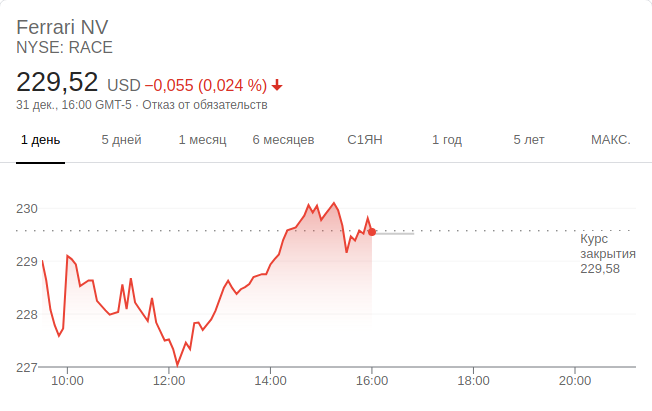 Ferrari NV
NYSE: RACE
229,52 USD −0,055 (0,024 %)
31 дек., 16:00 GMT-5 · Отказ от обязательств
1 день 5 дней 1 месяц 6 месяцев С1ЯН 1 год 5 лет МАКС.
230
229
228
227
Курс
закрытия
229,58
10:00 12:00 14:00 16:00 18:00 20:00